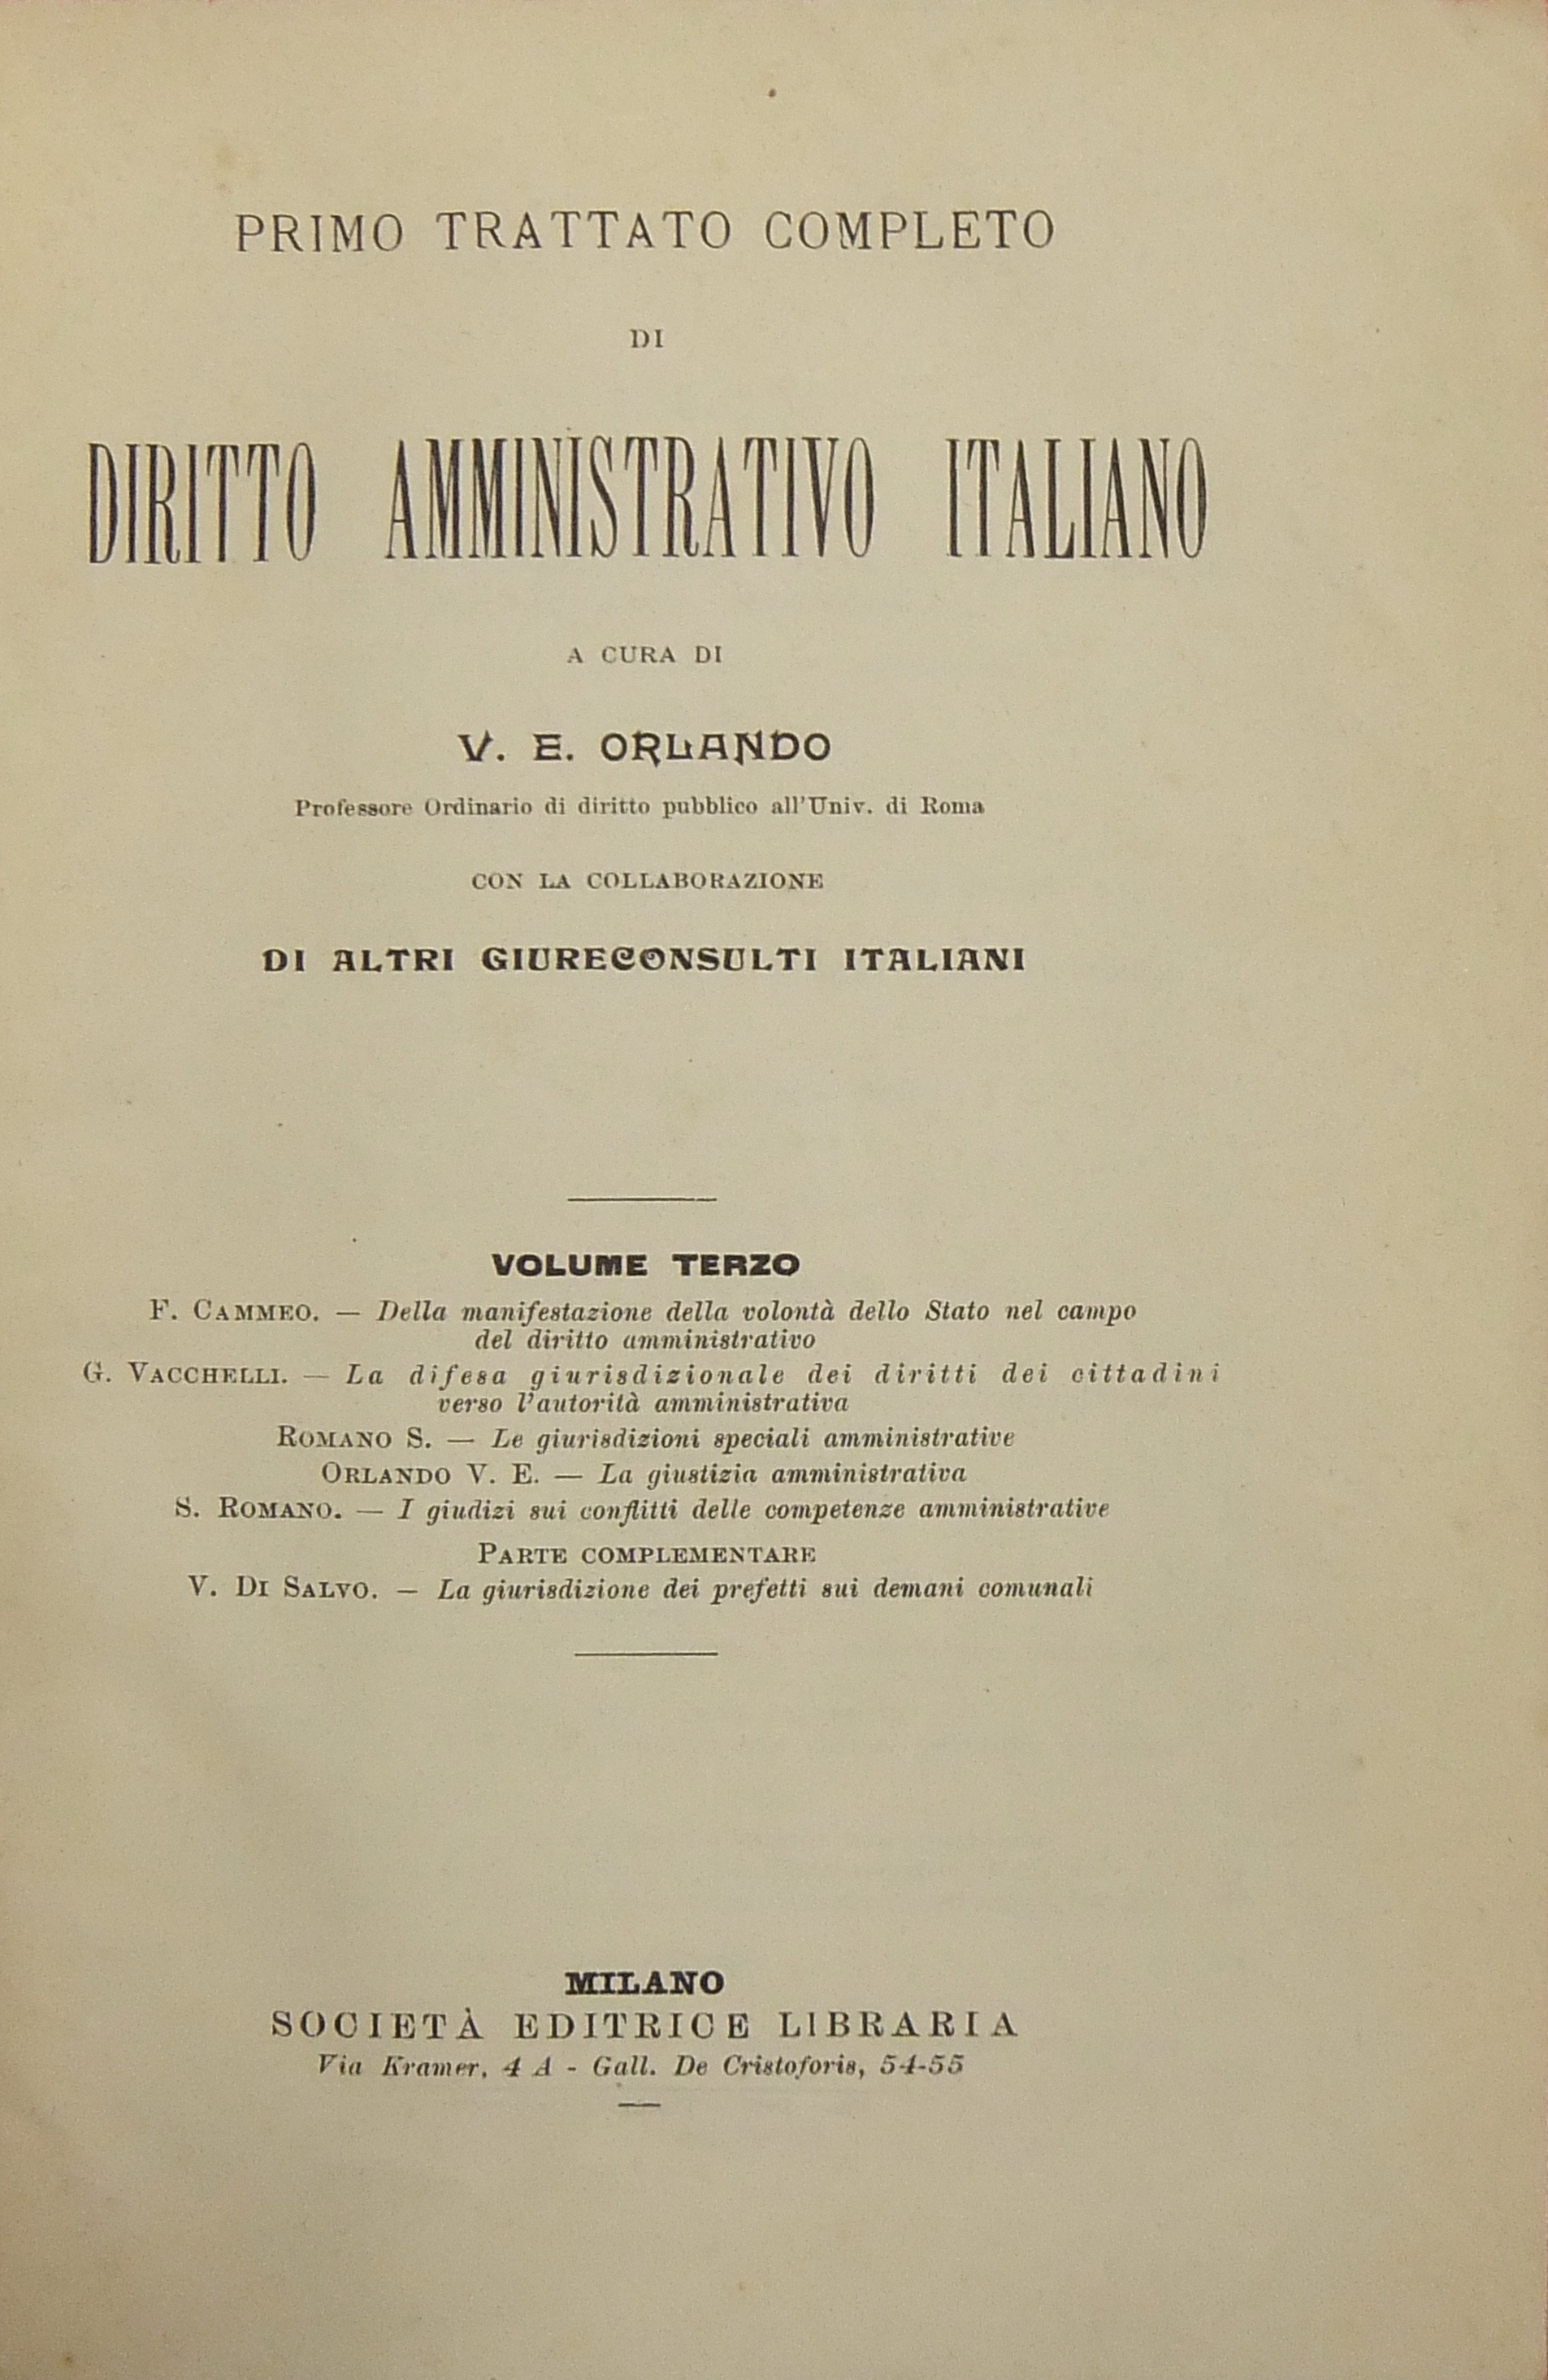 PRIMO TRATTATO COMPLETO
DI
DIRITTO AMMINISTRATIVO ITALIANO
A CURA DI
V. E. ORLANDO
Professore Ordinario di diritto pubblico all'Univ. di Roma
CON LA COLLABORAZIONE
DI ALTRI GIURECONSULTI ITALIANI
VOLUME TERZO
F. CAMMEO. — Della manifestazione della volontà dello Stato nel campo
del diritto amministrativo
G. VACCHELLI. — La difesa giurisdizionale dei diritti dei cittadini
verso l'autorità amministrativa
ROMANO S. — Le giurisdizioni speciali amministrative
ORLANDO V. E. — La giustizia amministrativa
S. ROMANO. — I giudizi sui conflitti delle competenze amministrative
PARTE COMPLEMENTARE
V. DI SALVO. — La giurisdizione dei prefetti sui demani comunali
MILANO
SOCIETÀ EDITRICE LIBRARIA
Via Kramer, 4 A - Gall. De Cristoforis, 54-55